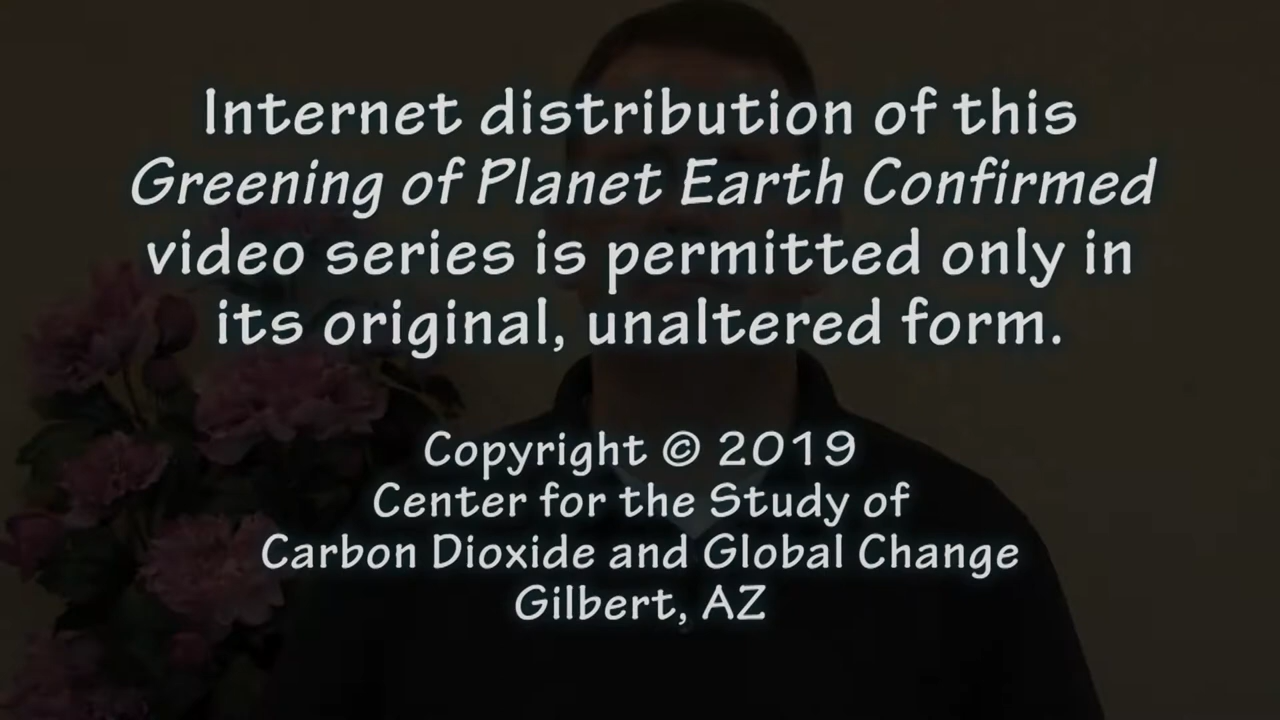 Internet distribution of this
Greening of Planet Earth Confirmed
video series is permitted only in
its original, unaltered form.
Copyright © 2019
Center for the Study of
Carbon Dioxide and Global Change
Gilbert, AZ